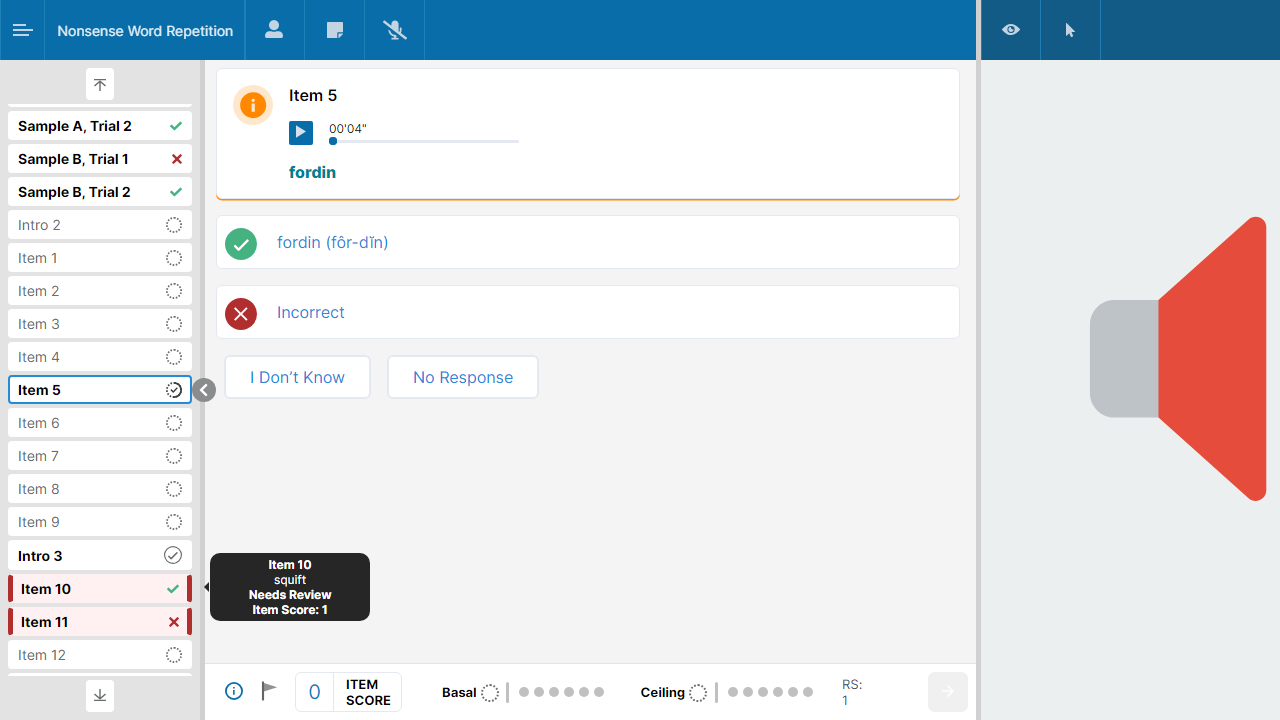 Nonsense Word Repetition
Sample A, Trial 2
Sample B, Trial 1
Sample B, Trial 2
Intro 2
Item 1
Item 2
Item 3
Item 4
Item 5
Item 6
Item 7
Item 8
Item 9
Intro 3
Item 10
Item 11
Item 12
Item 5
00'04"
fordin
fordin (fôr-dĭn)
Incorrect
I Don’t Know
No Response
Item 10
squift
Needs Review
Item Score: 1
0
ITEM
SCORE
Basal
Ceiling
RS:
1